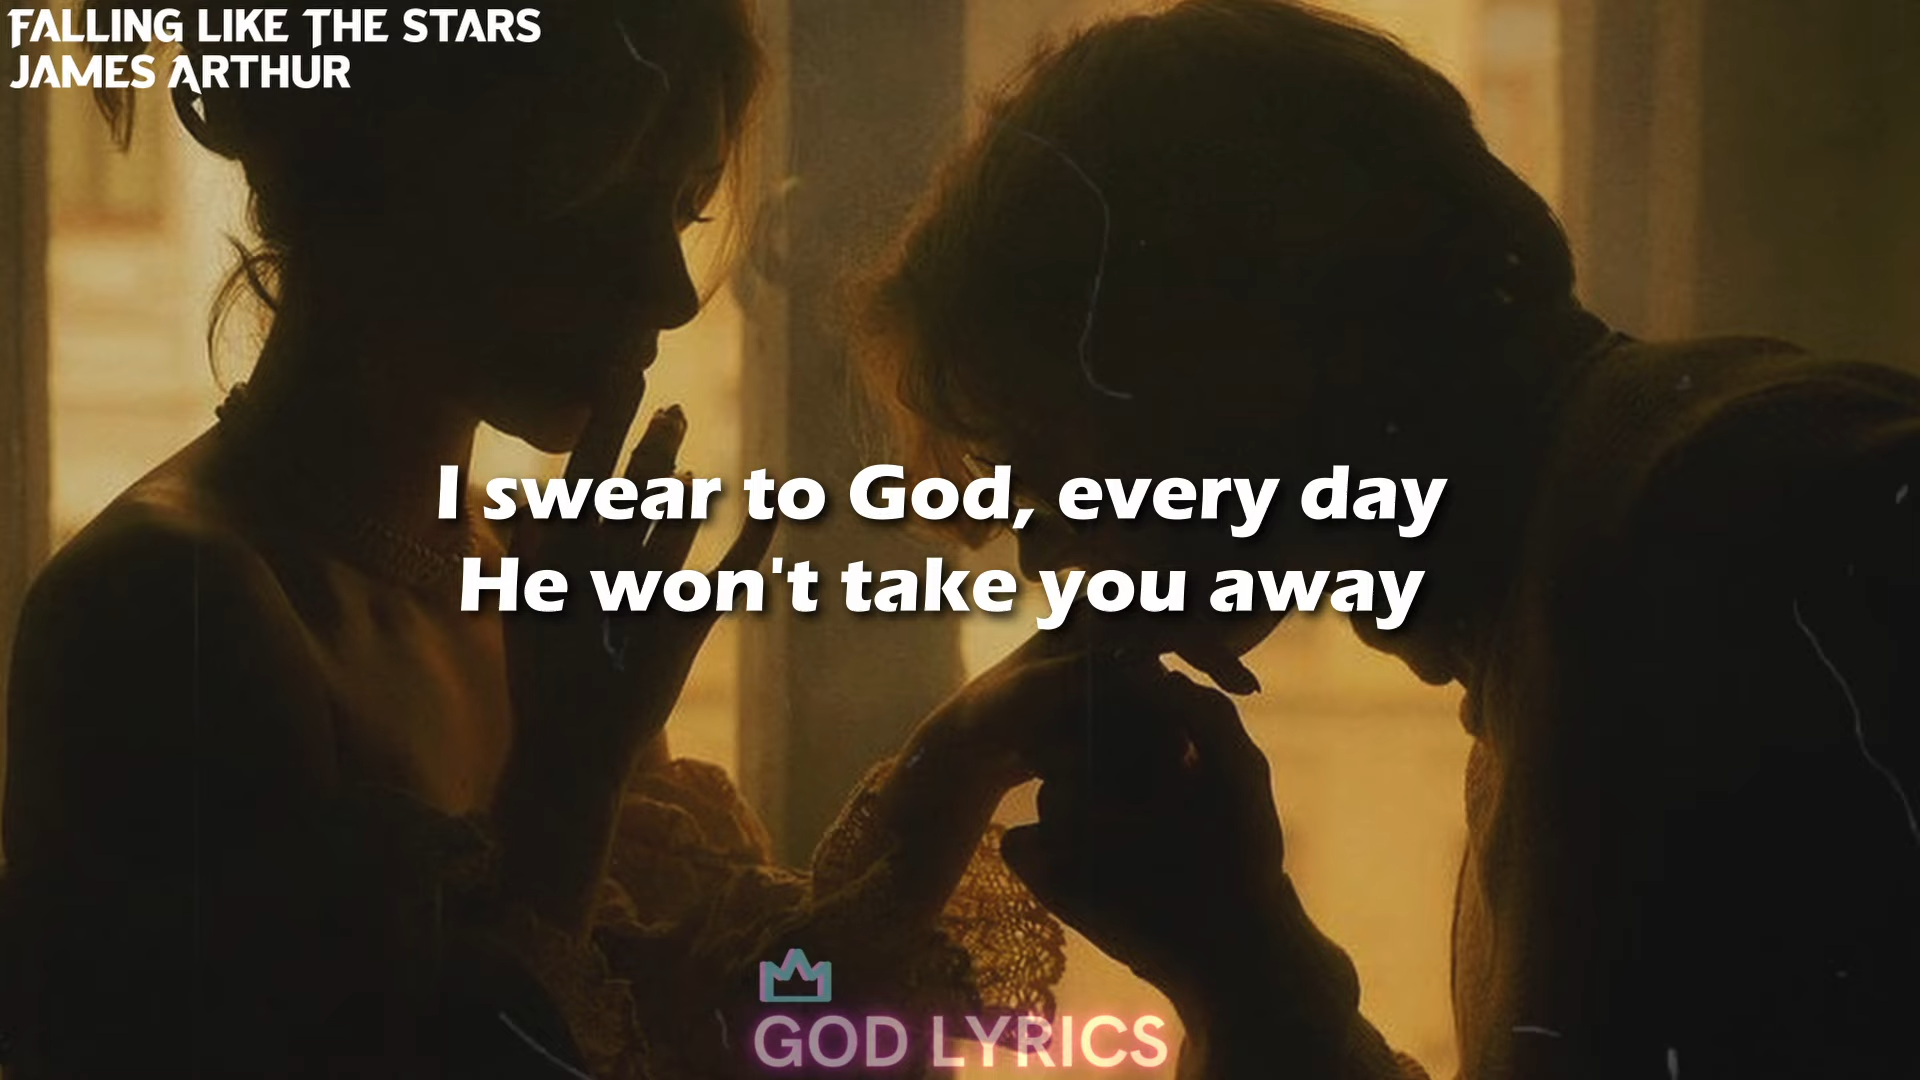 FALLING LIKE THE STARS
JAMES ARTHUR
I swear to God, every day
He won't take you away
GOD LYRICS